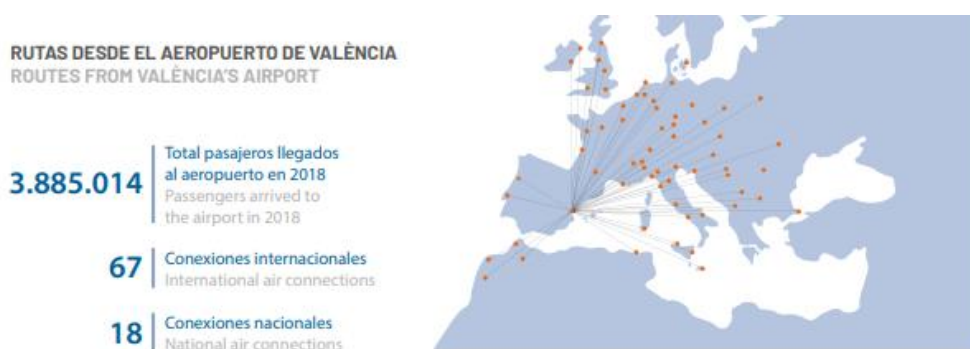 RUTAS DESDE EL AEROPUERTO DE VALÈNCIA
ROUTES FROM VALÈNCIA'S AIRPORT
3.885.014
Total pasajeros llegados
al aeropuerto en 2018
Passengers arrived to
the airport in 2018
67
Conexiones internacionales
International air connections
18
Conexiones nacionales
National air connections